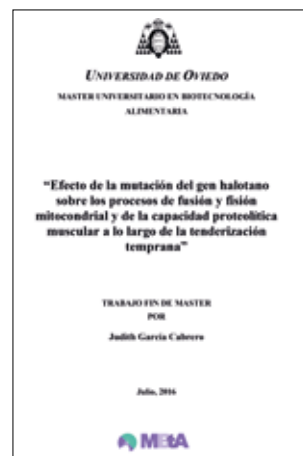 UNIVERSIDAD DE OVIEDO
MASTER UNIVERSITARIO EN BIOTECNOLOGÍA
ALIMENTARIA
“Efecto de la mutación del gen halotano
sobre los procesos de fusión y fisión
mitocondrial y de la capacidad proteolítica
muscular a lo largo de la tenderización
temprana”
TRABAJO FIN DE MASTER
POR
Judith García Cabrero
Julio, 2016
MBtA